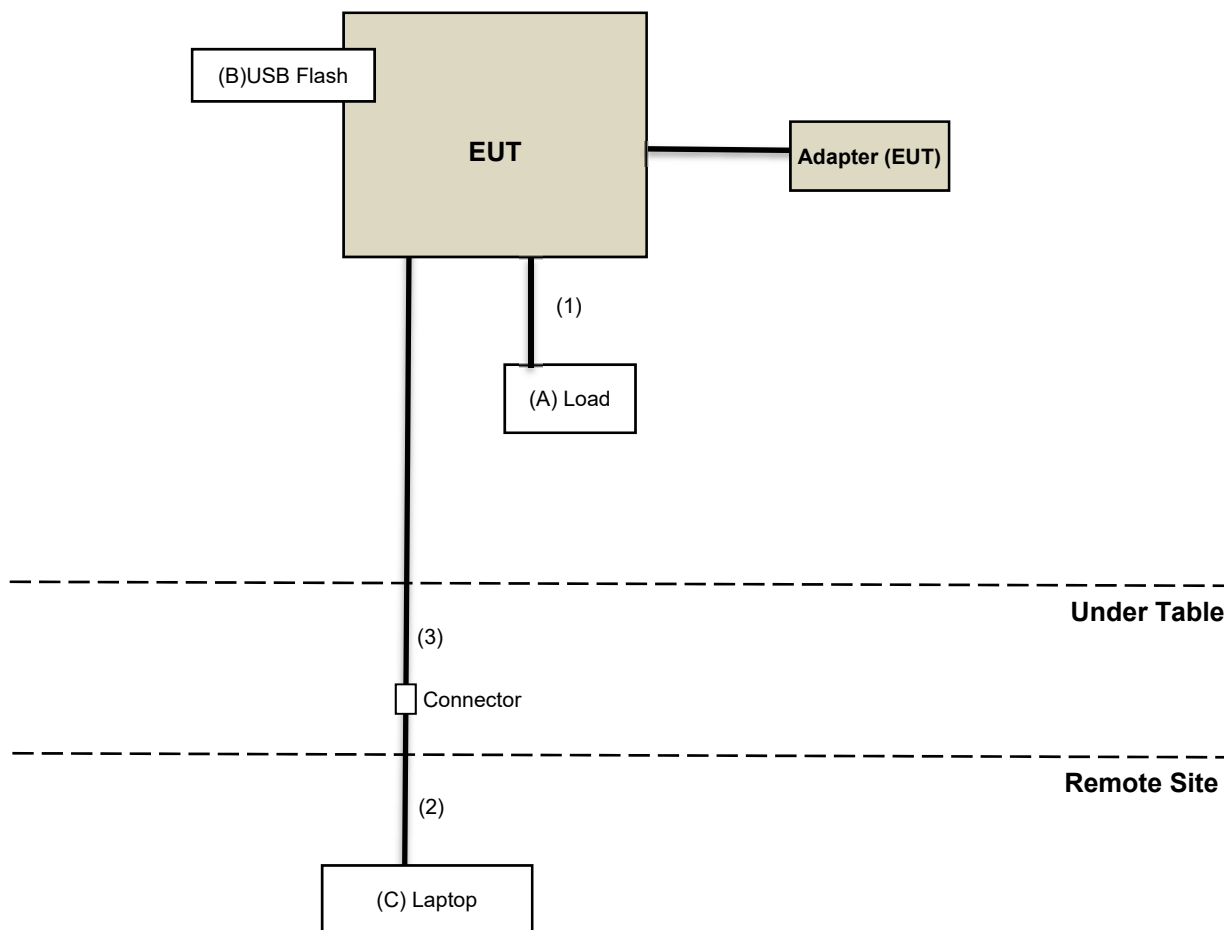 (B)USB Flash
EUT
Adapter (EUT)
(1)
(A) Load
Under Table
(3)
Connector
Remote Site
(2)
(C) Laptop